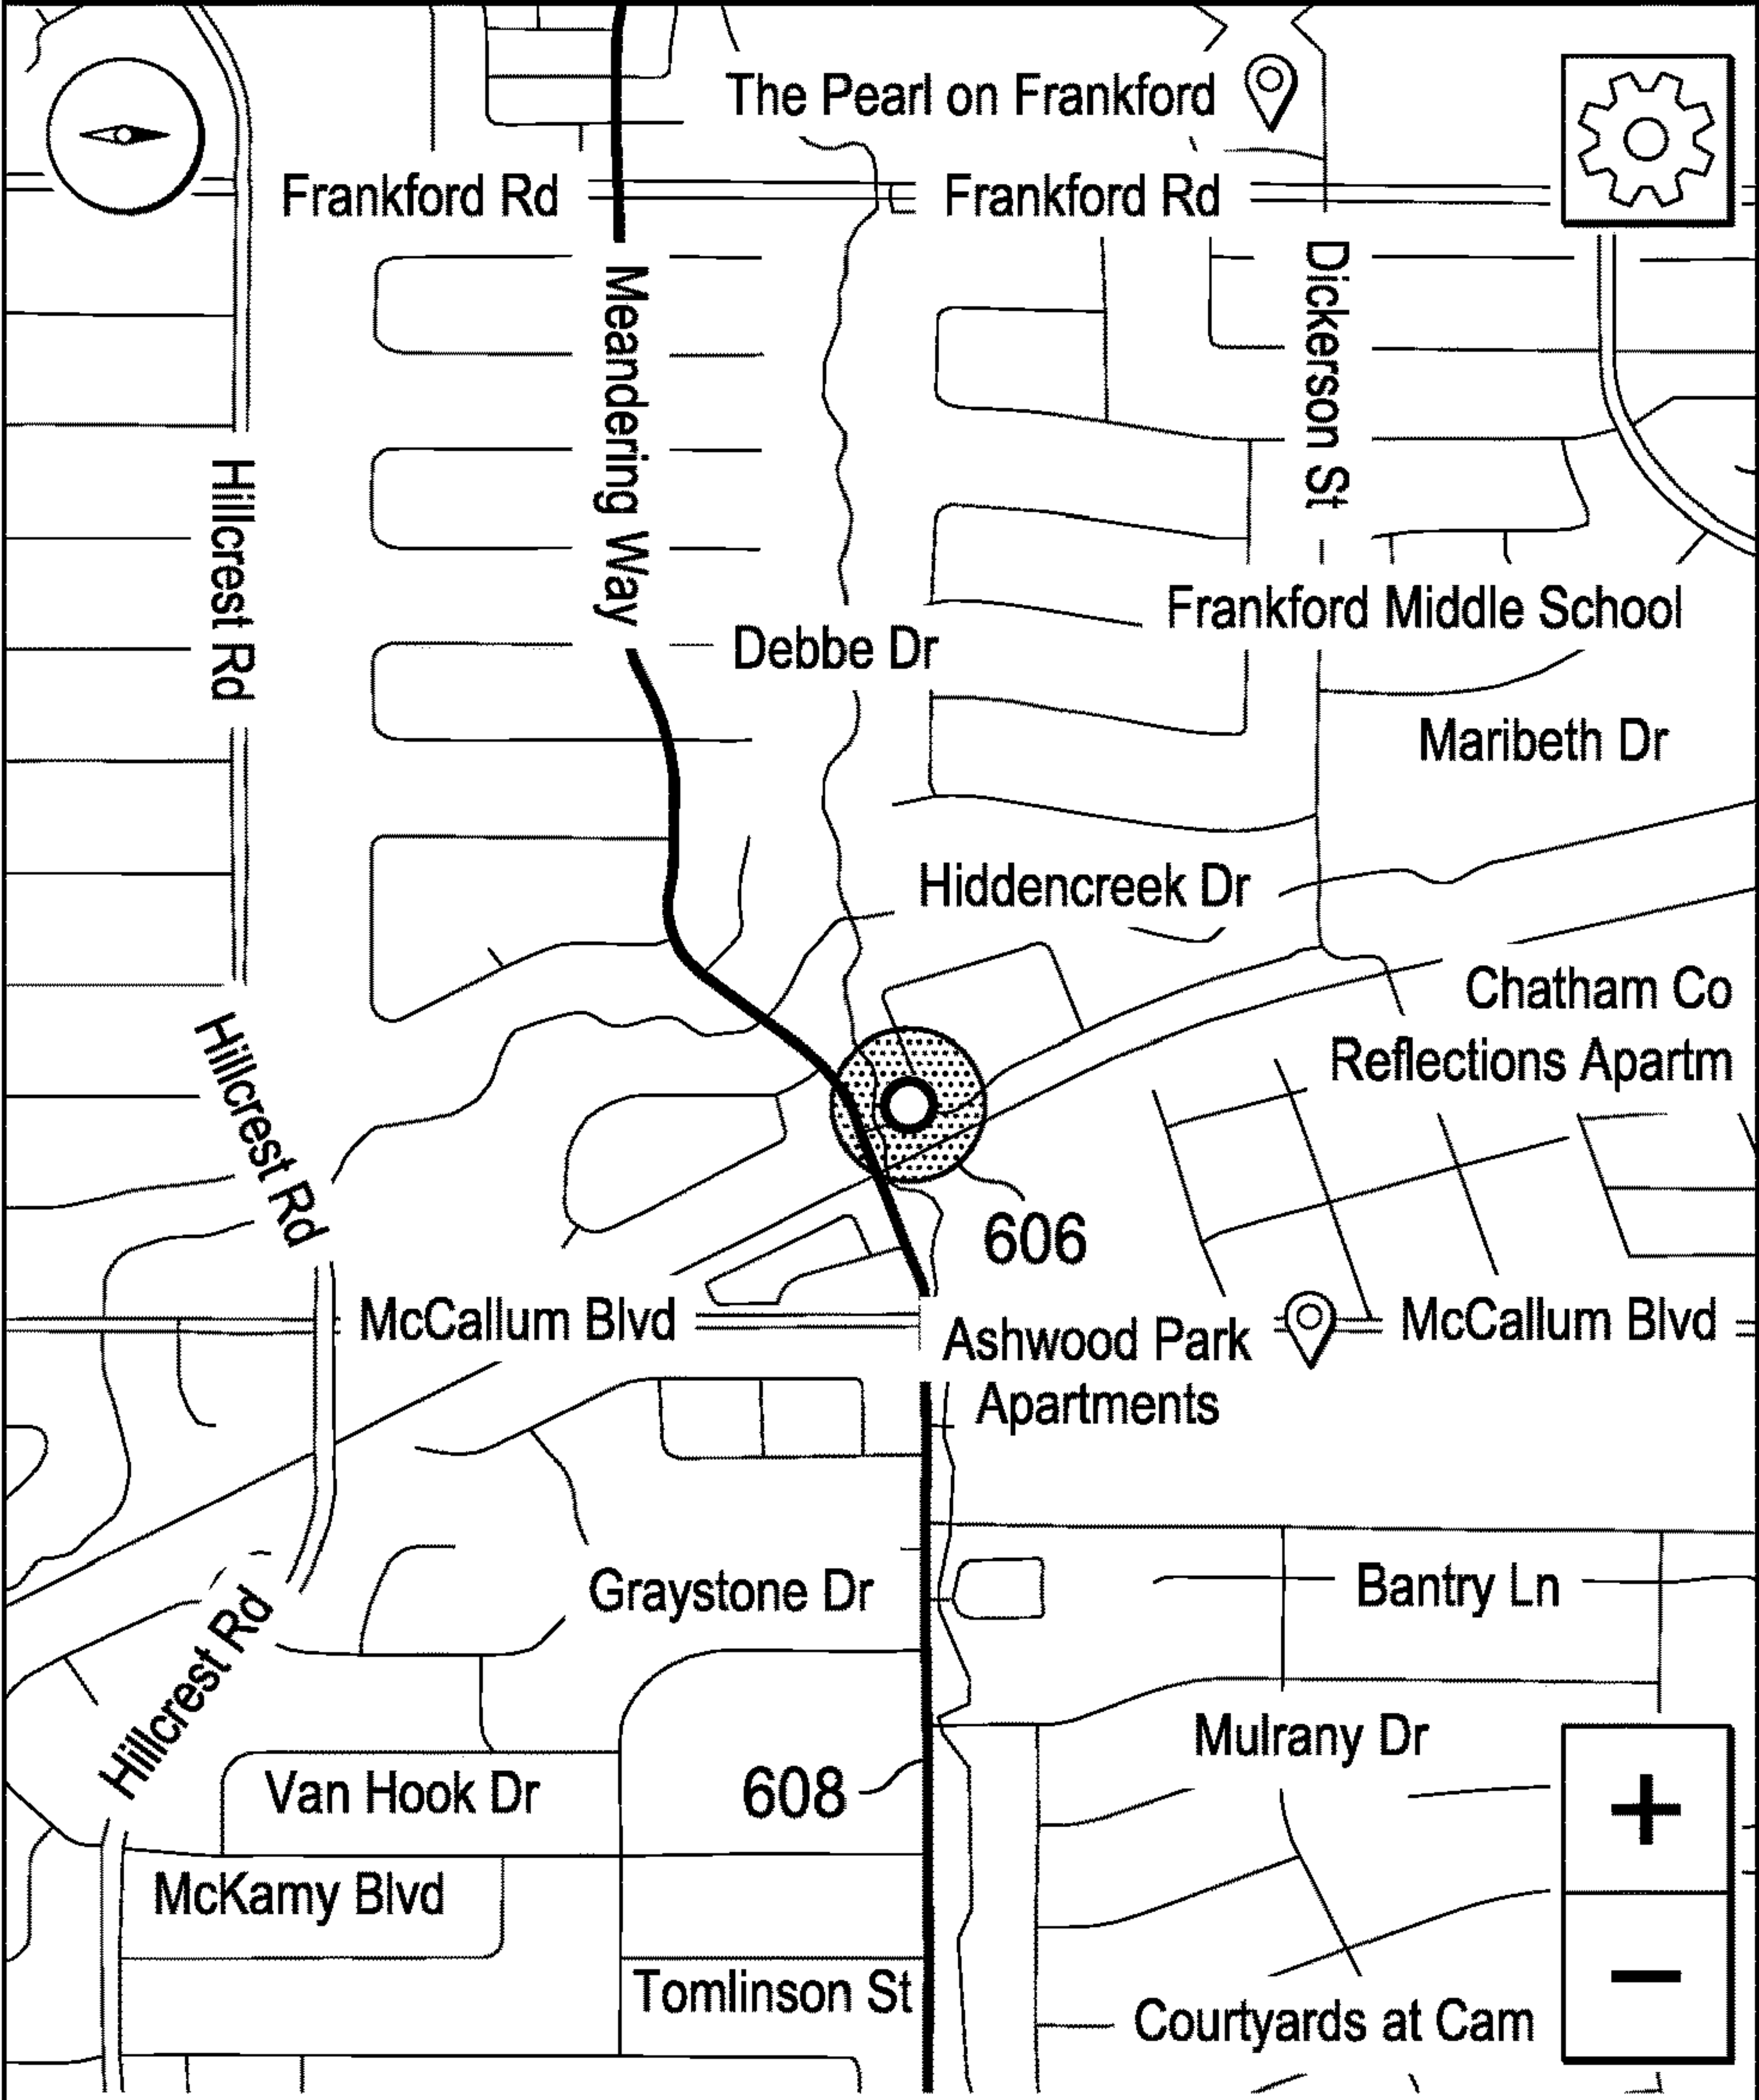 The Pearl on Frankford
Frankford Rd
Frankford Rd
Meandering Way
Dickerson St
Hillcrest Rd
Frankford Middle School
Debbe Dr
Maribeth Dr
Hiddencreek Dr
Chatham Co
Reflections Apartm
Hillcrest Rd
606
McCallum Blvd
McCallum Blvd
Ashwood Park
Apartments
Graystone Dr
Bantry Ln
Hillcrest Rd
Mulrany Dr
Van Hook Dr
608
+
McKamy Blvd
−
Tomlinson St
Courtyards at Cam